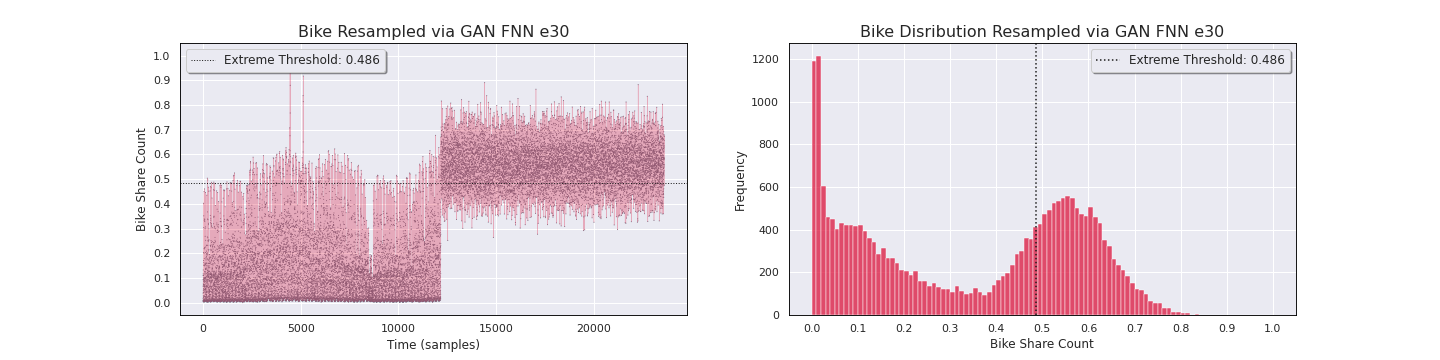 Bike Resampled via GAN FNN e30
Extreme Threshold: 0.486
Bike Share Count
1.0
0.9
0.8
0.7
0.6
0.5
0.4
0.3
0.2
0.1
0.0
0 5000 10000 15000 20000
Time (samples)
Bike Disribution Resampled via GAN FNN e30
Extreme Threshold: 0.486
Frequency
1200
1000
800
600
400
200
0
0.0 0.1 0.2 0.3 0.4 0.5 0.6 0.7 0.8 0.9 1.0
Bike Share Count